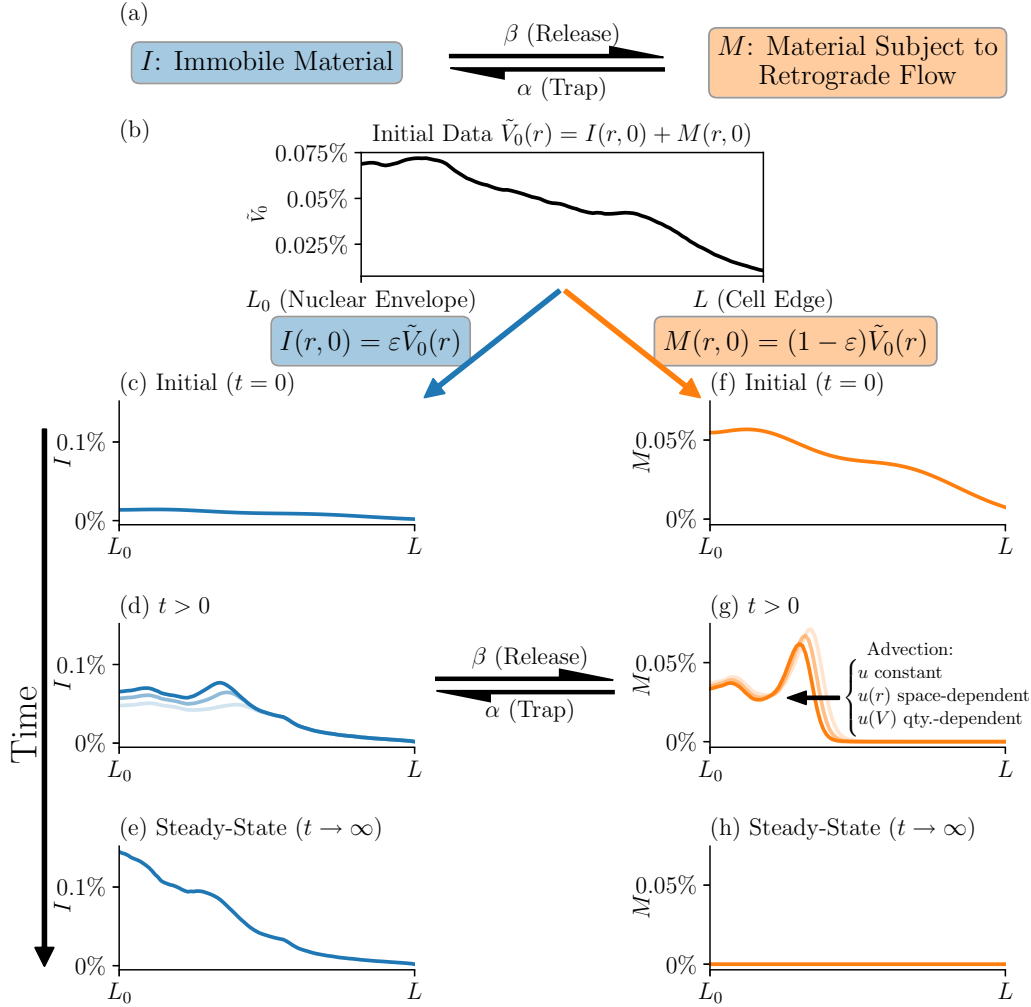 (a)
I: Immobile Material
β (Release)
α (Trap)
M: Material Subject to
Retrograde Flow
(b)
Initial Data Ṽ₀(r) = I(r, 0) + M(r, 0)
0.075%
0.05%
0.025%
Ṽ₀
L₀ (Nuclear Envelope)
L (Cell Edge)
I(r, 0) = εṼ₀(r)
M(r, 0) = (1 − ε)Ṽ₀(r)
(c) Initial (t = 0)
0.1%
0%
I
L₀
L
(f) Initial (t = 0)
0.05%
0%
M
L₀
L
Time
(d) t > 0
0.1%
0%
I
L₀
L
β (Release)
α (Trap)
(g) t > 0
0.05%
0%
M
L₀
L
Advection:
u constant
u(r) space-dependent
u(V) qty.-dependent
(e) Steady-State (t → ∞)
0.1%
0%
I
L₀
L
(h) Steady-State (t → ∞)
0.05%
0%
M
L₀
L